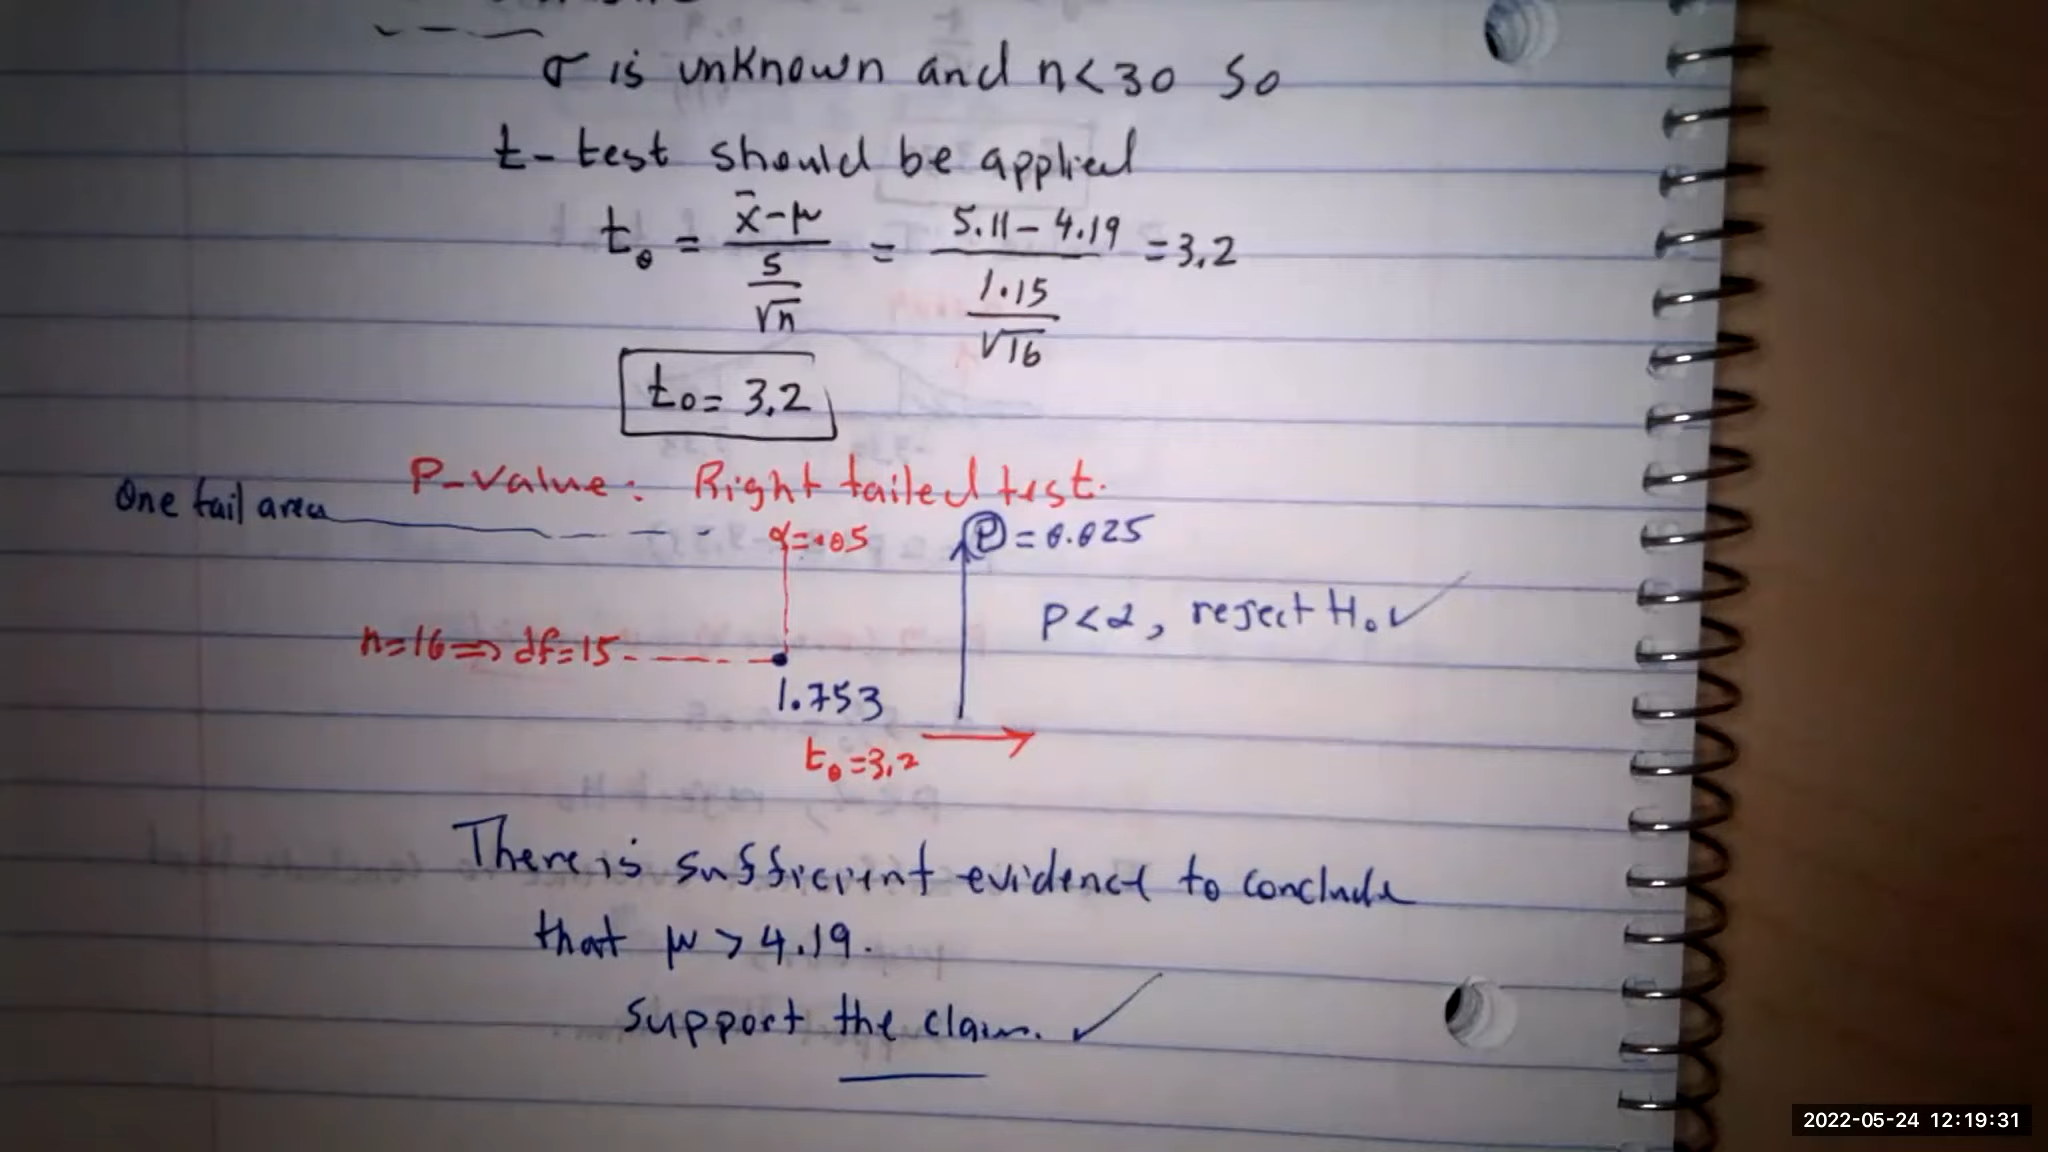 σ is unknown and n<30 so
t-test should be applied
t₀ = x̄-μ / s/√n = 5.11-4.19 / 1.15/√16 = 3.2
t₀ = 3.2
P-value: Right tailed test.
One tail area α=.05 P = 0.025
P<α, reject H₀ ✓
n=16 => df=15
1.753
t₀=3.2
There is sufficient evidence to conclude
that μ > 4.19.
support the claim. ✓
2022-05-24 12:19:31